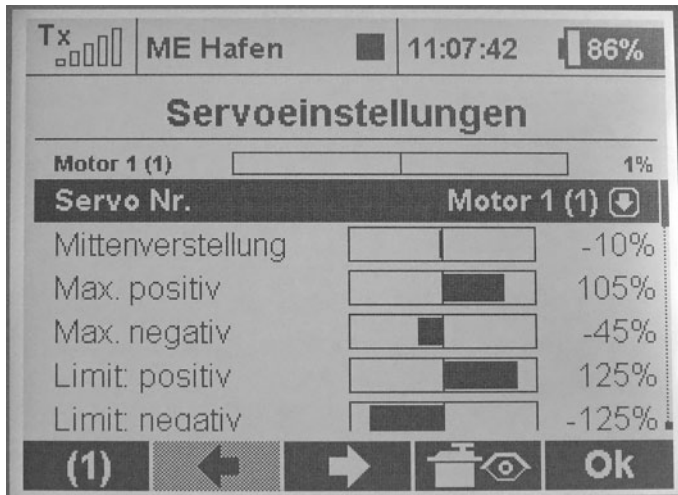 Tx ME Hafen 11:07:42 86%
Servoeinstellungen
Motor 1 (1) 1%
Servo Nr. Motor 1 (1)
Mittenverstellung -10%
Max. positiv 105%
Max. negativ -45%
Limit: positiv 125%
Limit: negativ -125%
(1) Ok